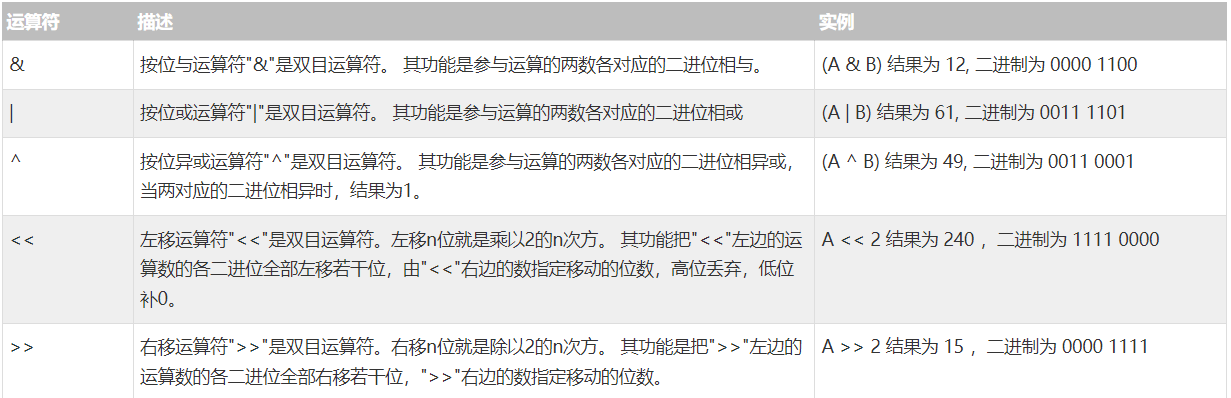 运算符 描述 实例
& 按位与运算符"&"是双目运算符。 其功能是参与运算的两数各对应的二进位相与。 (A & B) 结果为 12, 二进制为 0000 1100
| 按位或运算符"|"是双目运算符。 其功能是参与运算的两数各对应的二进位相或 (A | B) 结果为 61, 二进制为 0011 1101
^ 按位异或运算符"^"是双目运算符。 其功能是参与运算的两数各对应的二进位相异或, (A ^ B) 结果为 49, 二进制为 0011 0001
当两对应的二进位相异时，结果为1。
<< 左移运算符"<<"是双目运算符。左移n位就是乘以2的n次方。 其功能把"<<"左边的运 A << 2 结果为 240 ，二进制为 1111 0000
算数的各二进位全部左移若干位，由"<<"右边的数指定移动的位数，高位丢弃，低位
补0。
>> 右移运算符">>"是双目运算符。右移n位就是除以2的n次方。 其功能是把">>"左边的 A >> 2 结果为 15 ，二进制为 0000 1111
运算数的各二进位全部右移若干位，">>"右边的数指定移动的位数。